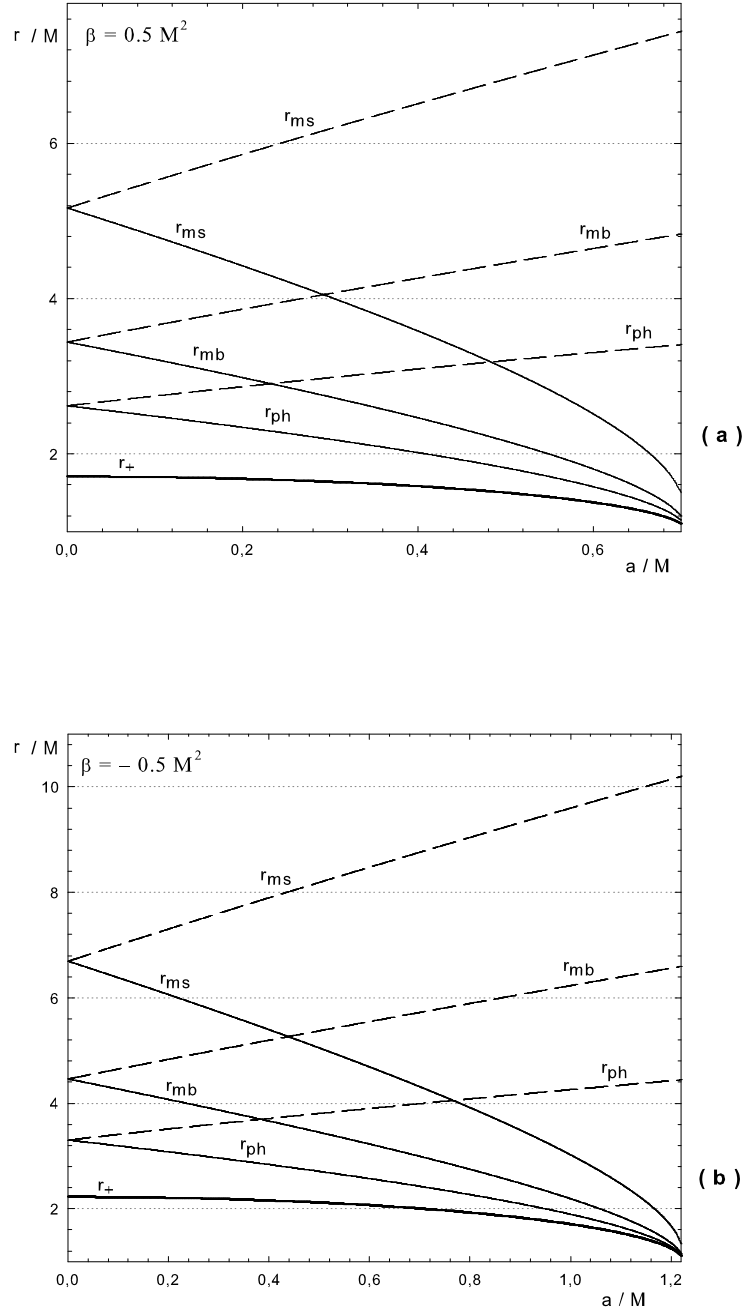 r / M
β = 0.5 M²
r_ms
6
r_ms
r_mb
4
r_mb
r_ph
r_ph
( a )
2
r_+
0,0 0,2 0,4 0,6
a / M
r / M
β = – 0.5 M²
10
r_ms
8
r_mb
r_ms
6
r_ph
r_mb
4
r_ph
( b )
r_+
2
0,0 0,2 0,4 0,6 0,8 1,0 1,2
a / M